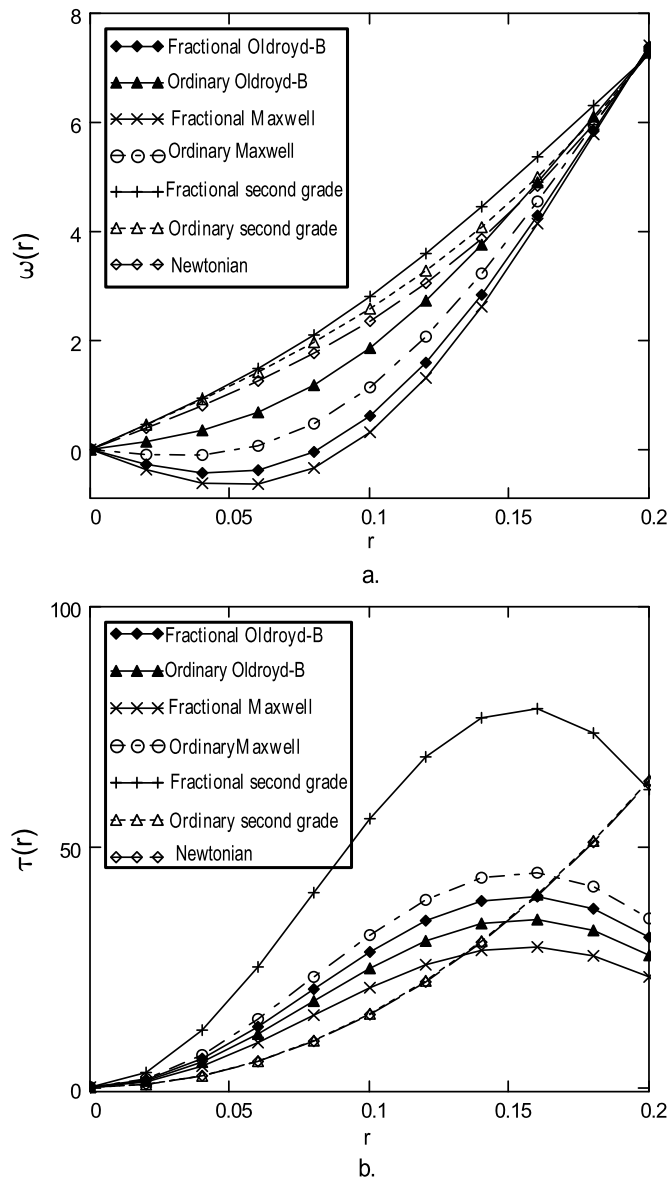 8
Fractional Oldroyd-B
Ordinary Oldroyd-B
6
Fractional Maxwell
Ordinary Maxwell
Fractional second grade
4
Ordinary second grade
ω(r)
Newtonian
2
0
0
0.05
0.1
0.15
0.2
r
a.
100
Fractional Oldroyd-B
Ordinary Oldroyd-B
Fractional Maxwell
OrdinaryMaxwell
Fractional second grade
Ordinary second grade
τ(r)
Newtonian
50
0
0
0.05
0.1
0.15
0.2
r
b.